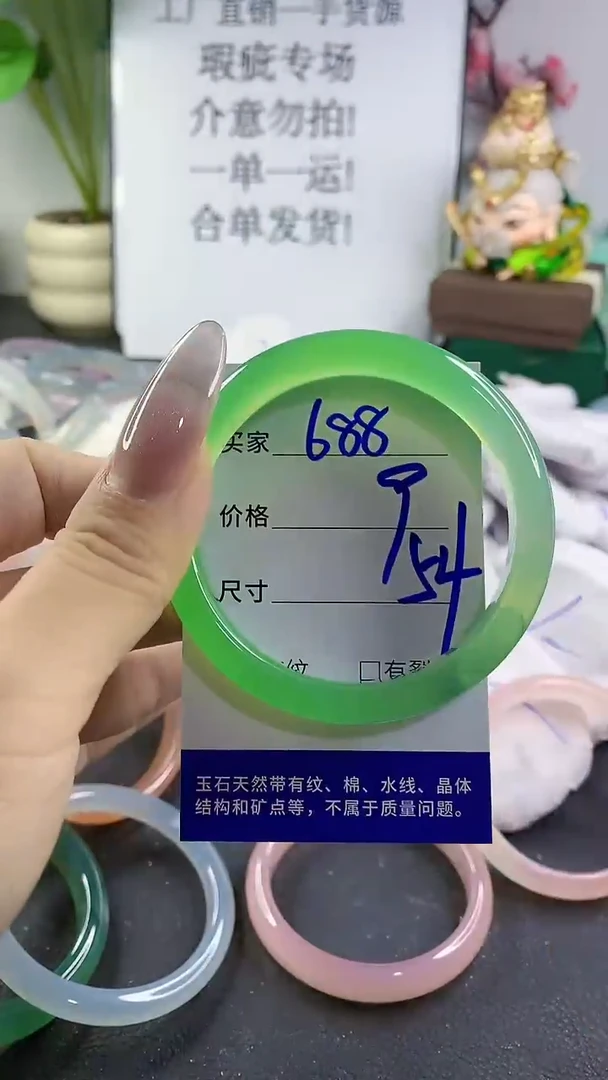 工厂直销一手货源
瑕疵专场
介意勿拍!
一单一运!
合单发货!
买家 688
价格
尺寸 54
纹 口有裂
玉石天然带有纹、棉、水线、晶体
结构和矿点等，不属于质量问题。